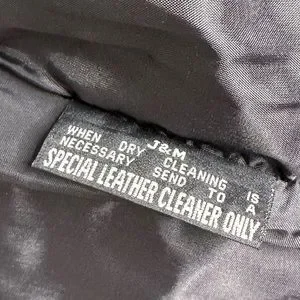 J&M
WHEN DRY CLEANING IS
NECESSARY SEND TO A
SPECIAL LEATHER CLEANER ONLY